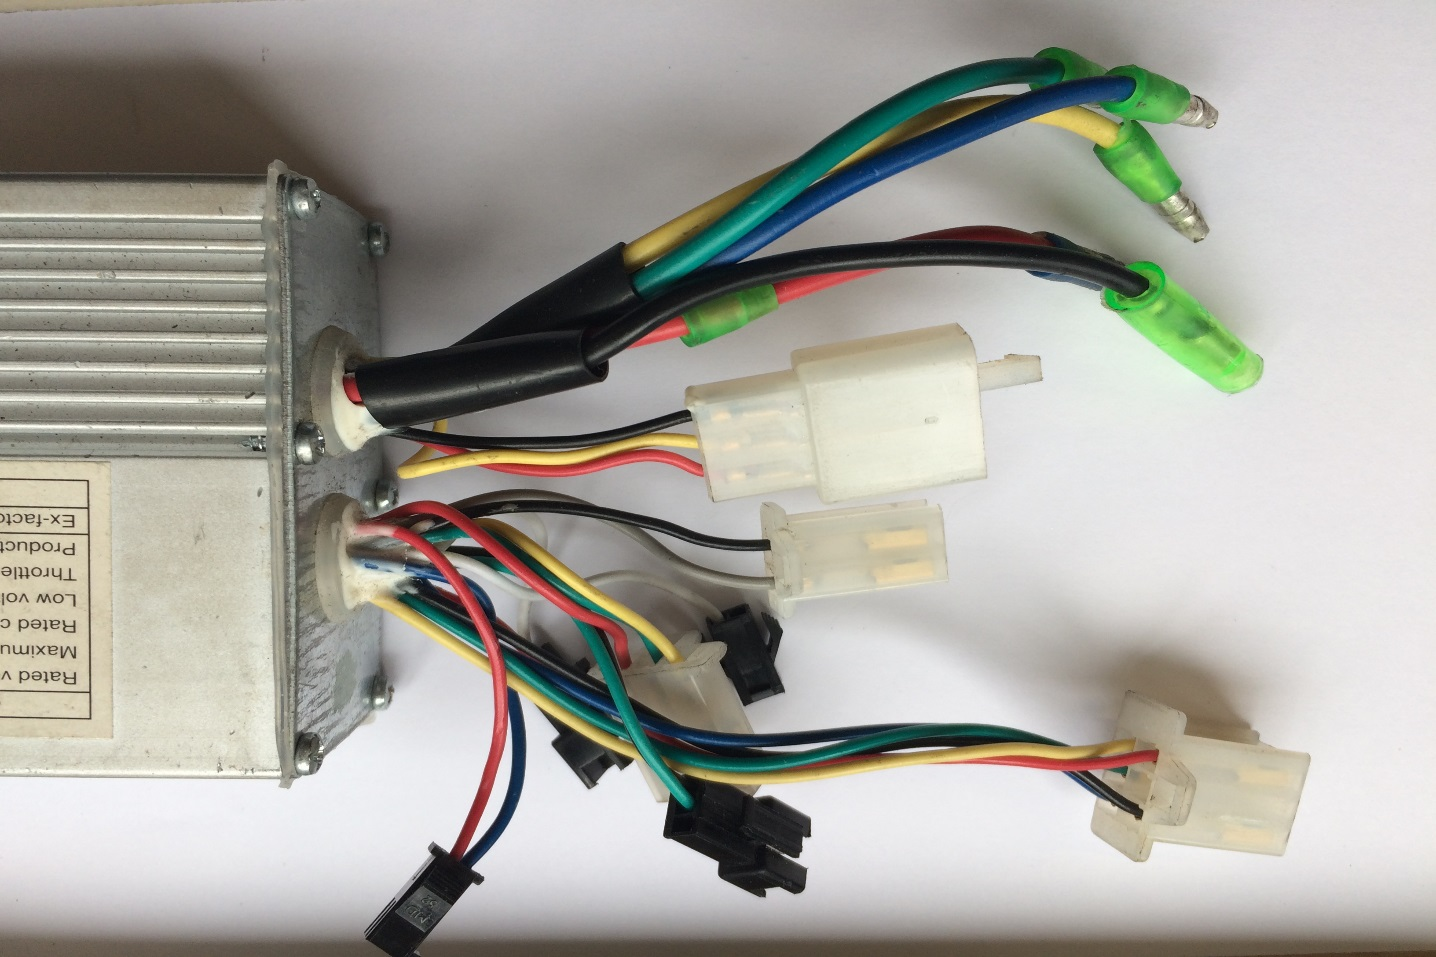 Rated v
Maximu
Rated c
Low vol
Throttle
Product
Ex-facto